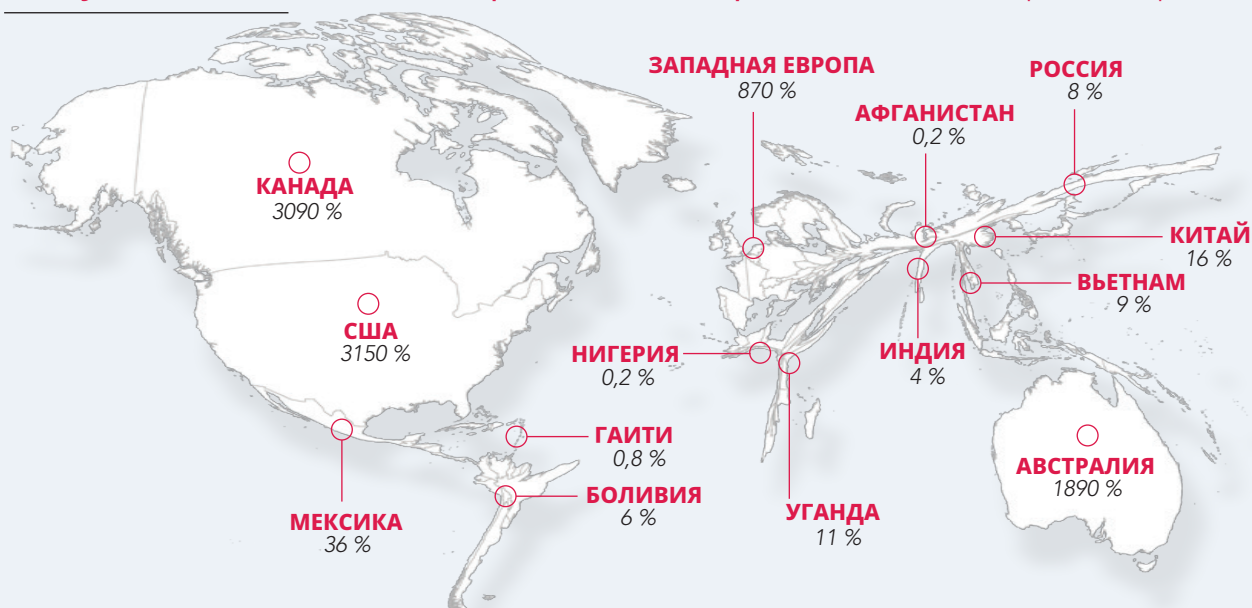 ЗАПАДНАЯ ЕВРОПА
870 %
РОССИЯ
8 %
АФГАНИСТАН
0,2 %
КАНАДА
3090 %
КИТАЙ
16 %
ВЬЕТНАМ
9 %
США
3150 %
НИГЕРИЯ
0,2 %
ИНДИЯ
4 %
ГАИТИ
0,8 %
АВСТРАЛИЯ
1890 %
БОЛИВИЯ
6 %
УГАНДА
11 %
МЕКСИКА
36 %